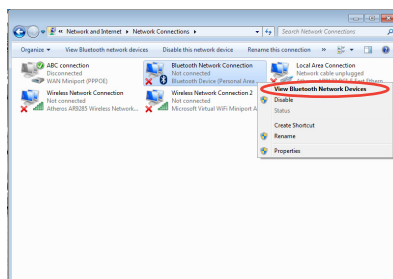 « Network and Internet ▸ Network Connections ▸
Search Network Connections
Organize ▾ View Bluetooth network devices Disable this network device Rename this connection »
ABC connection
Disconnected
WAN Miniport (PPPOE)
Bluetooth Network Connection
Not connected
Bluetooth Device (Personal Area ...
Local Area Connection
Network cable unplugged
Wireless Network Connection
Not connected
Atheros AR9285 Wireless Network...
Wireless Network Connection 2
Not connected
Microsoft Virtual WiFi Miniport A
View Bluetooth Network Devices
Disable
Status
Create Shortcut
Rename
Properties